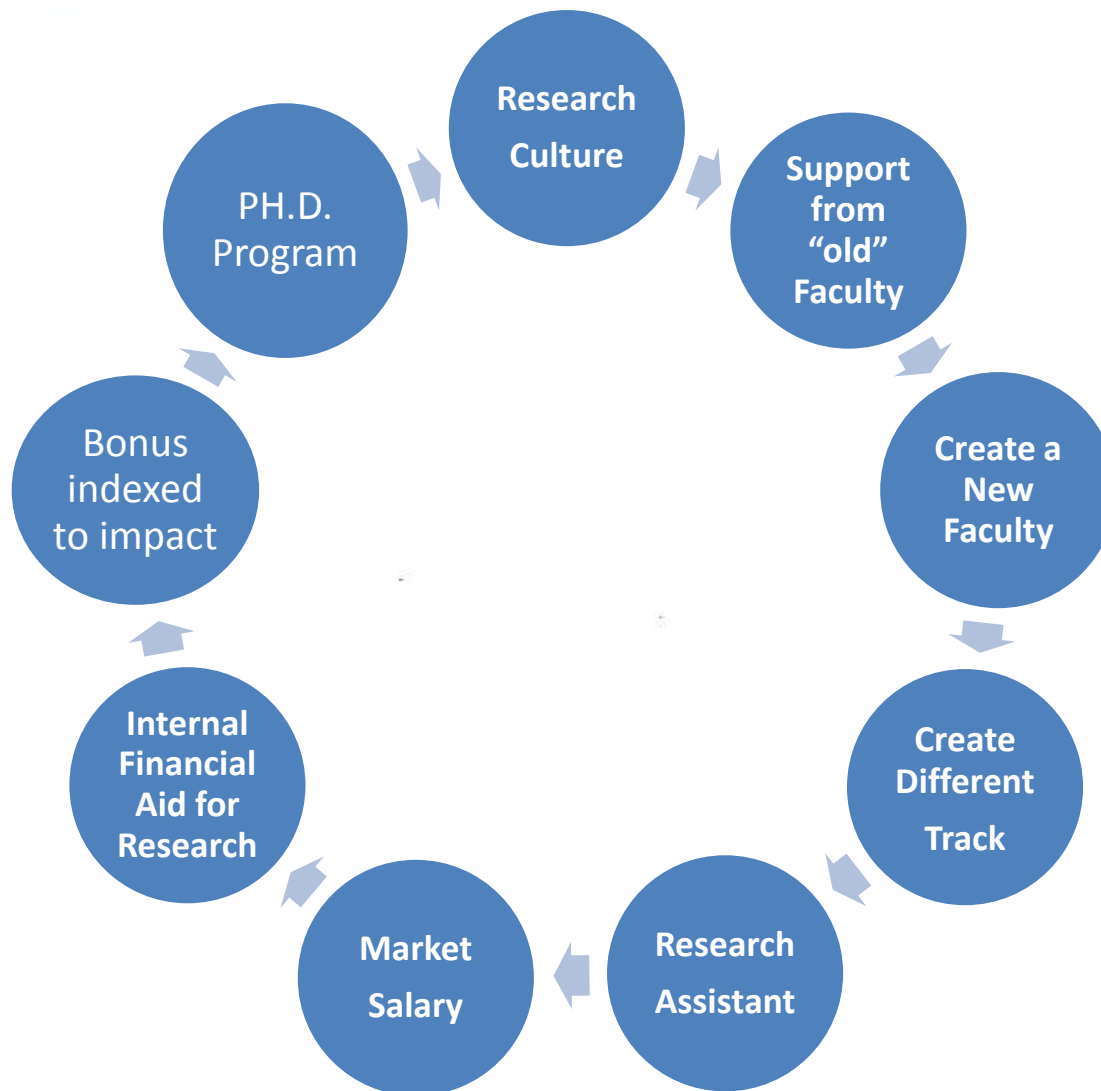 Research
Culture
Support
from
“old”
Faculty
Create a
New
Faculty
Create
Different
Track
Research
Assistant
Market
Salary
Internal
Financial
Aid for
Research
Bonus
indexed
to impact
PH.D.
Program